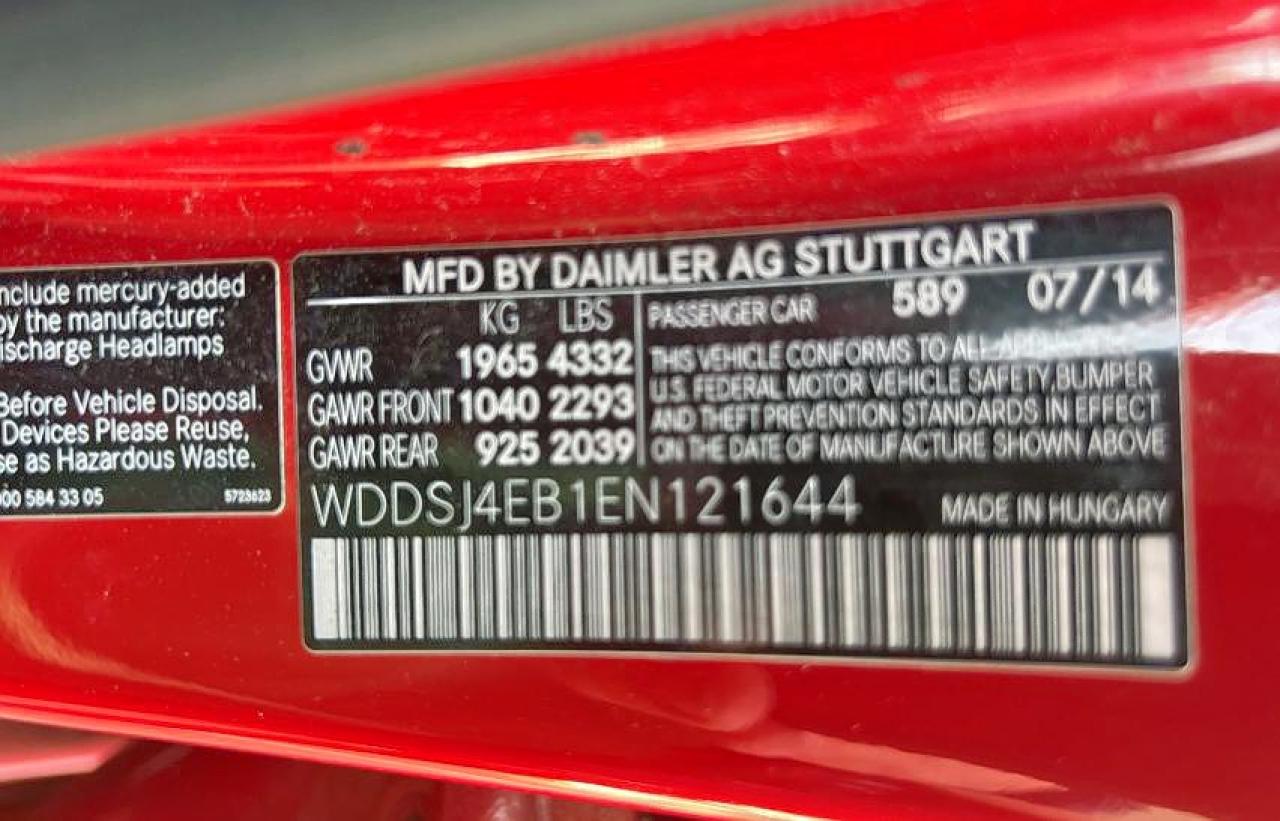 nclude mercury-added
by the manufacturer:
ischarge Headlamps
Before Vehicle Disposal.
Devices Please Reuse,
se as Hazardous Waste.
00 584 33 05 5723623
MFD BY DAIMLER AG STUTTGART
KG LBS PASSENGER CAR 589 07/14
GVWR 1965 4332
GAWR FRONT 1040 2293
GAWR REAR 925 2039
THIS VEHICLE CONFORMS TO ALL
U.S. FEDERAL MOTOR VEHICLE SAFETY,BUMPER
AND THEFT PREVENTION STANDARDS IN EFFECT
ON THE DATE OF MANUFACTURE SHOWN ABOVE
WDDSJ4EB1EN121644 MADE IN HUNGARY